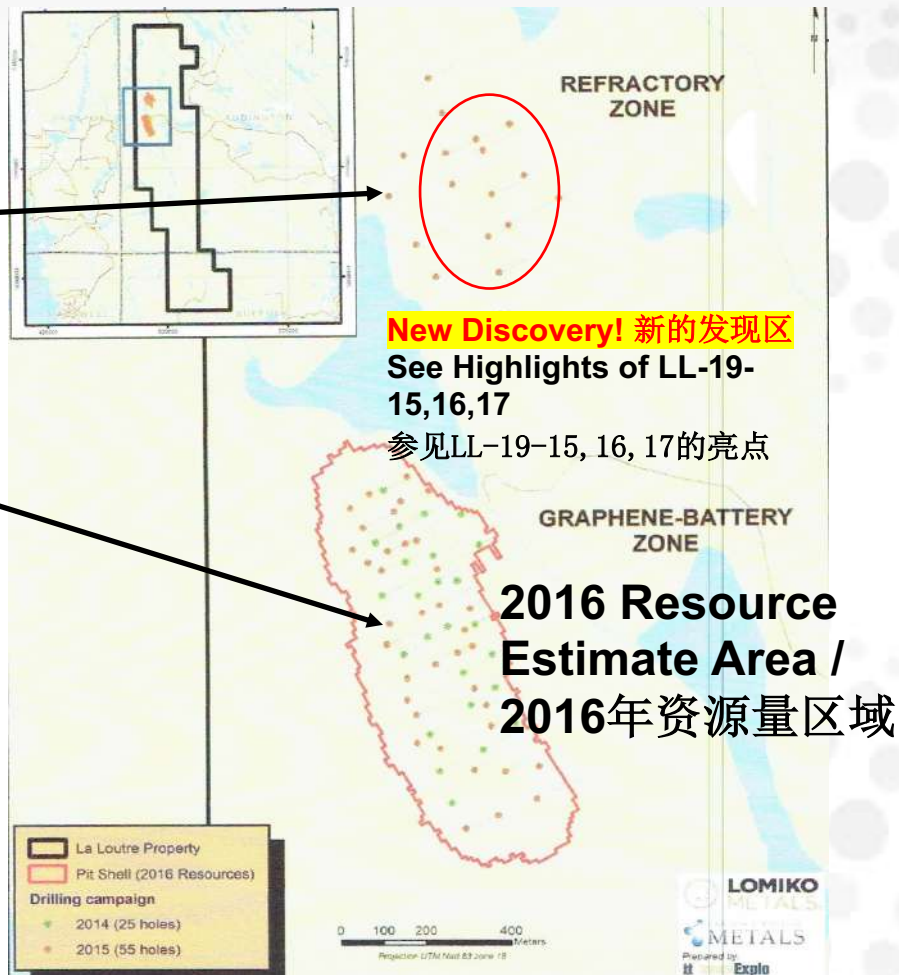 REFRACTORY
ZONE
New Discovery! 新的发现区
See Highlights of LL-19-
15,16,17
参见LL-19-15, 16, 17的亮点
GRAPHENE-BATTERY
ZONE
2016 Resource
Estimate Area /
2016年资源量区域
La Loutre Property
Pit Shell (2016 Resources)
Drilling campaign
2014 (25 holes)
2015 (55 holes)
0 100 200 400
Meters
LOMIKO
METALS
METALS
Prepared by
Explo